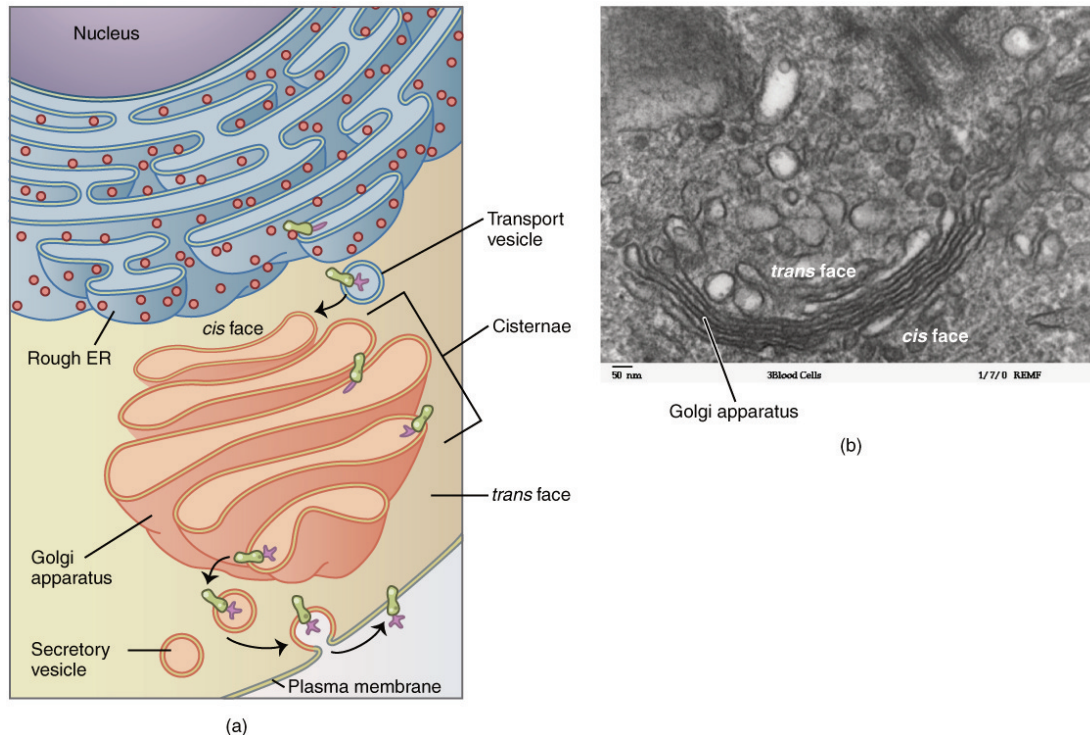 Nucleus
Transport
vesicle
cis face
Cisternae
Rough ER
trans face
Golgi
apparatus
Secretory
vesicle
Plasma membrane
(a)
trans face
cis face
50 nm
3Blood Cells
1/7/0 REMF
Golgi apparatus
(b)